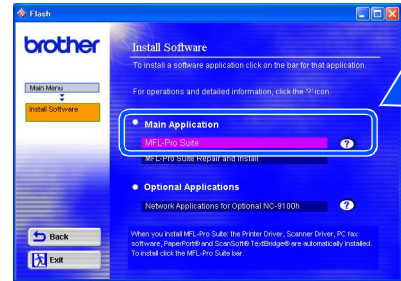 Flash
brother
Install Software
To install a software application click on the bar for that application.
For operations and detailed information, click the '?' icon.
Main Menu
Install Software
Main Application
MFL-Pro Suite
?
MFL-Pro Suite Repair and Install
Optional Applications
Network Applications for Optional NC-9100h
?
Back
Exit
When you install MFL-Pro Suite: the Printer Driver, Scanner Driver, PC fax
software, PaperPort® and ScanSoft® TextBridge® are automatically installed.
To install click the MFL-Pro Suite bar.